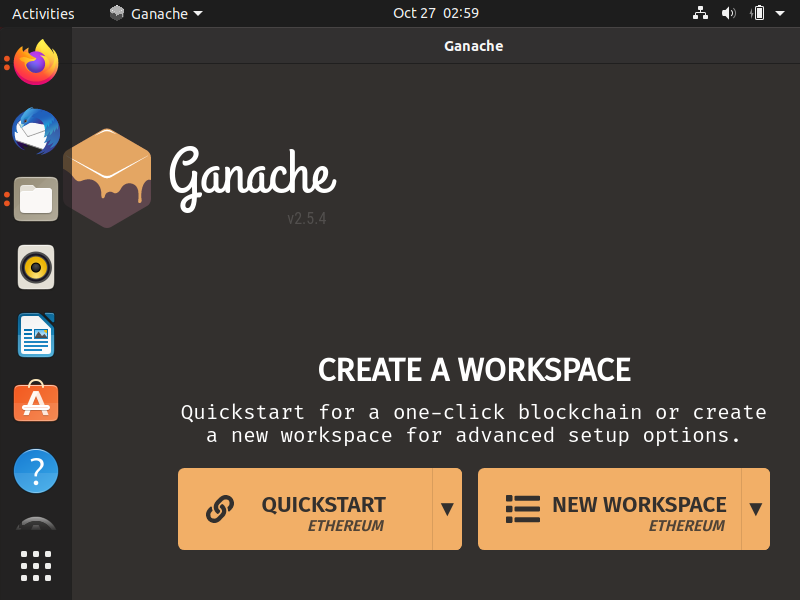 Activities
Ganache
Oct 27 02:59
Ganache
Ganache
v2.5.4
CREATE A WORKSPACE
Quickstart for a one-click blockchain or create
a new workspace for advanced setup options.
QUICKSTART
ETHEREUM
NEW WORKSPACE
ETHEREUM